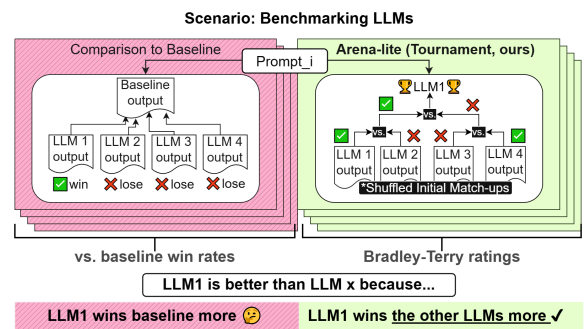 Scenario: Benchmarking LLMs
Comparison to Baseline
Arena-lite (Tournament, ours)
Prompt_i
Baseline
output
LLM 1
output
LLM 2
output
LLM 3
output
LLM 4
output
win
lose
lose
lose
LLM1
vs.
vs.
vs.
LLM 1
output
LLM 2
output
LLM 3
output
LLM 4
output
*Shuffled Initial Match-ups
vs. baseline win rates
Bradley-Terry ratings
LLM1 is better than LLM x because...
LLM1 wins baseline more
LLM1 wins the other LLMs more